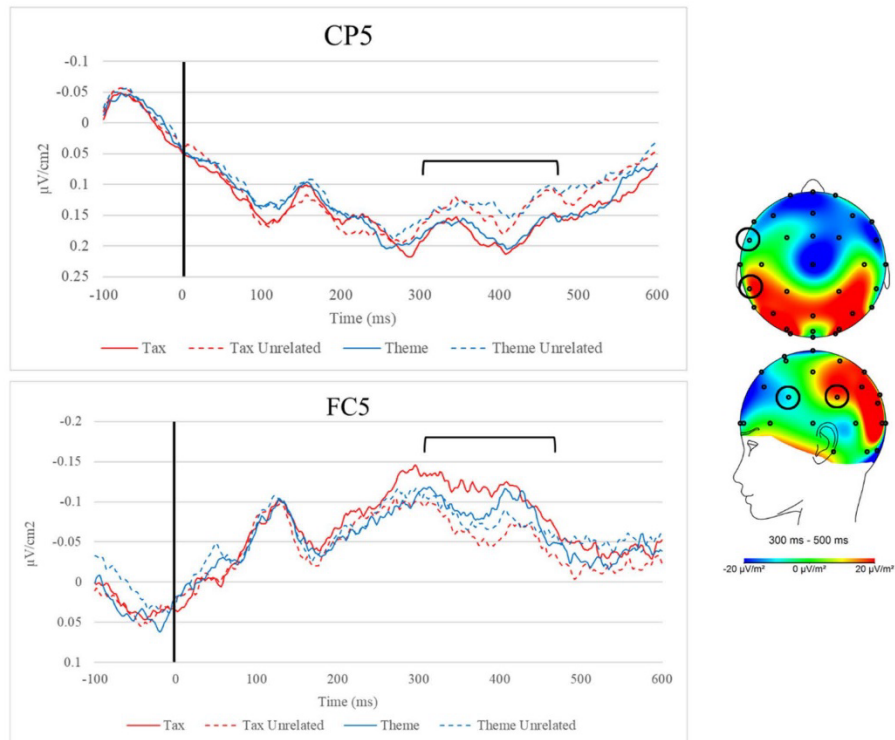 CP5
-0.1
-0.05
0
0.05
0.1
0.15
0.2
0.25
μV/cm2
-100 0 100 200 300 400 500 600
Time (ms)
Tax Tax Unrelated Theme Theme Unrelated
FC5
-0.2
-0.15
-0.1
-0.05
0
0.05
0.1
μV/cm2
-100 0 100 200 300 400 500 600
Time (ms)
Tax Tax Unrelated Theme Theme Unrelated
300 ms - 500 ms
-20 μV/m² 0 μV/m² 20 μV/m²